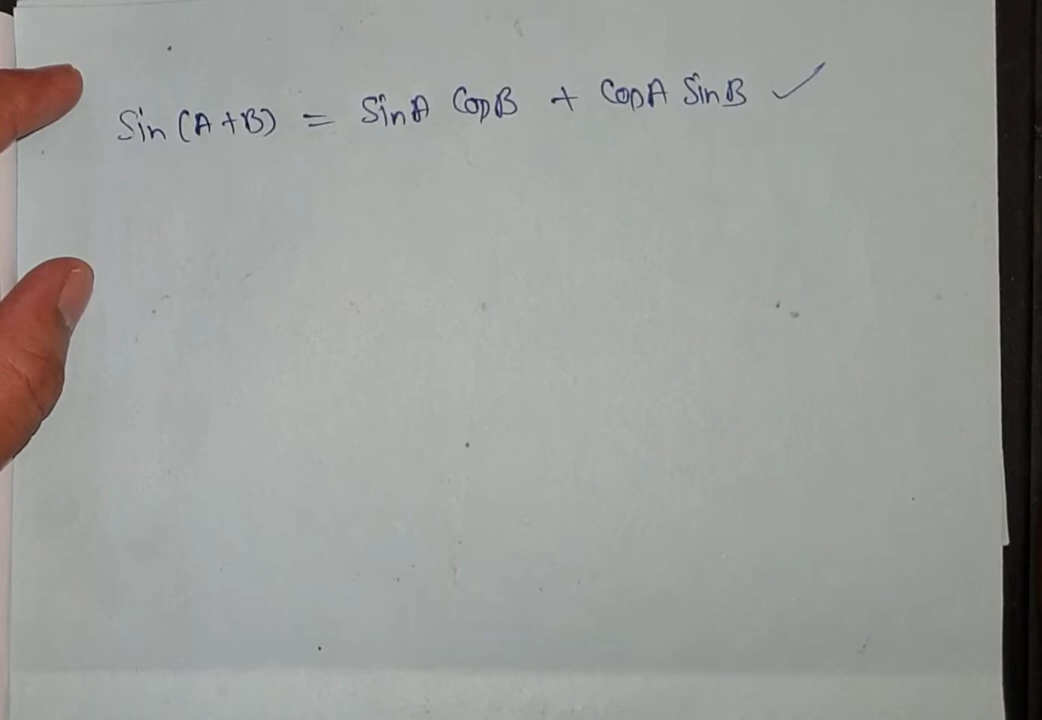 Sin (A+B) = SinA CosB + CosA SinB ✓